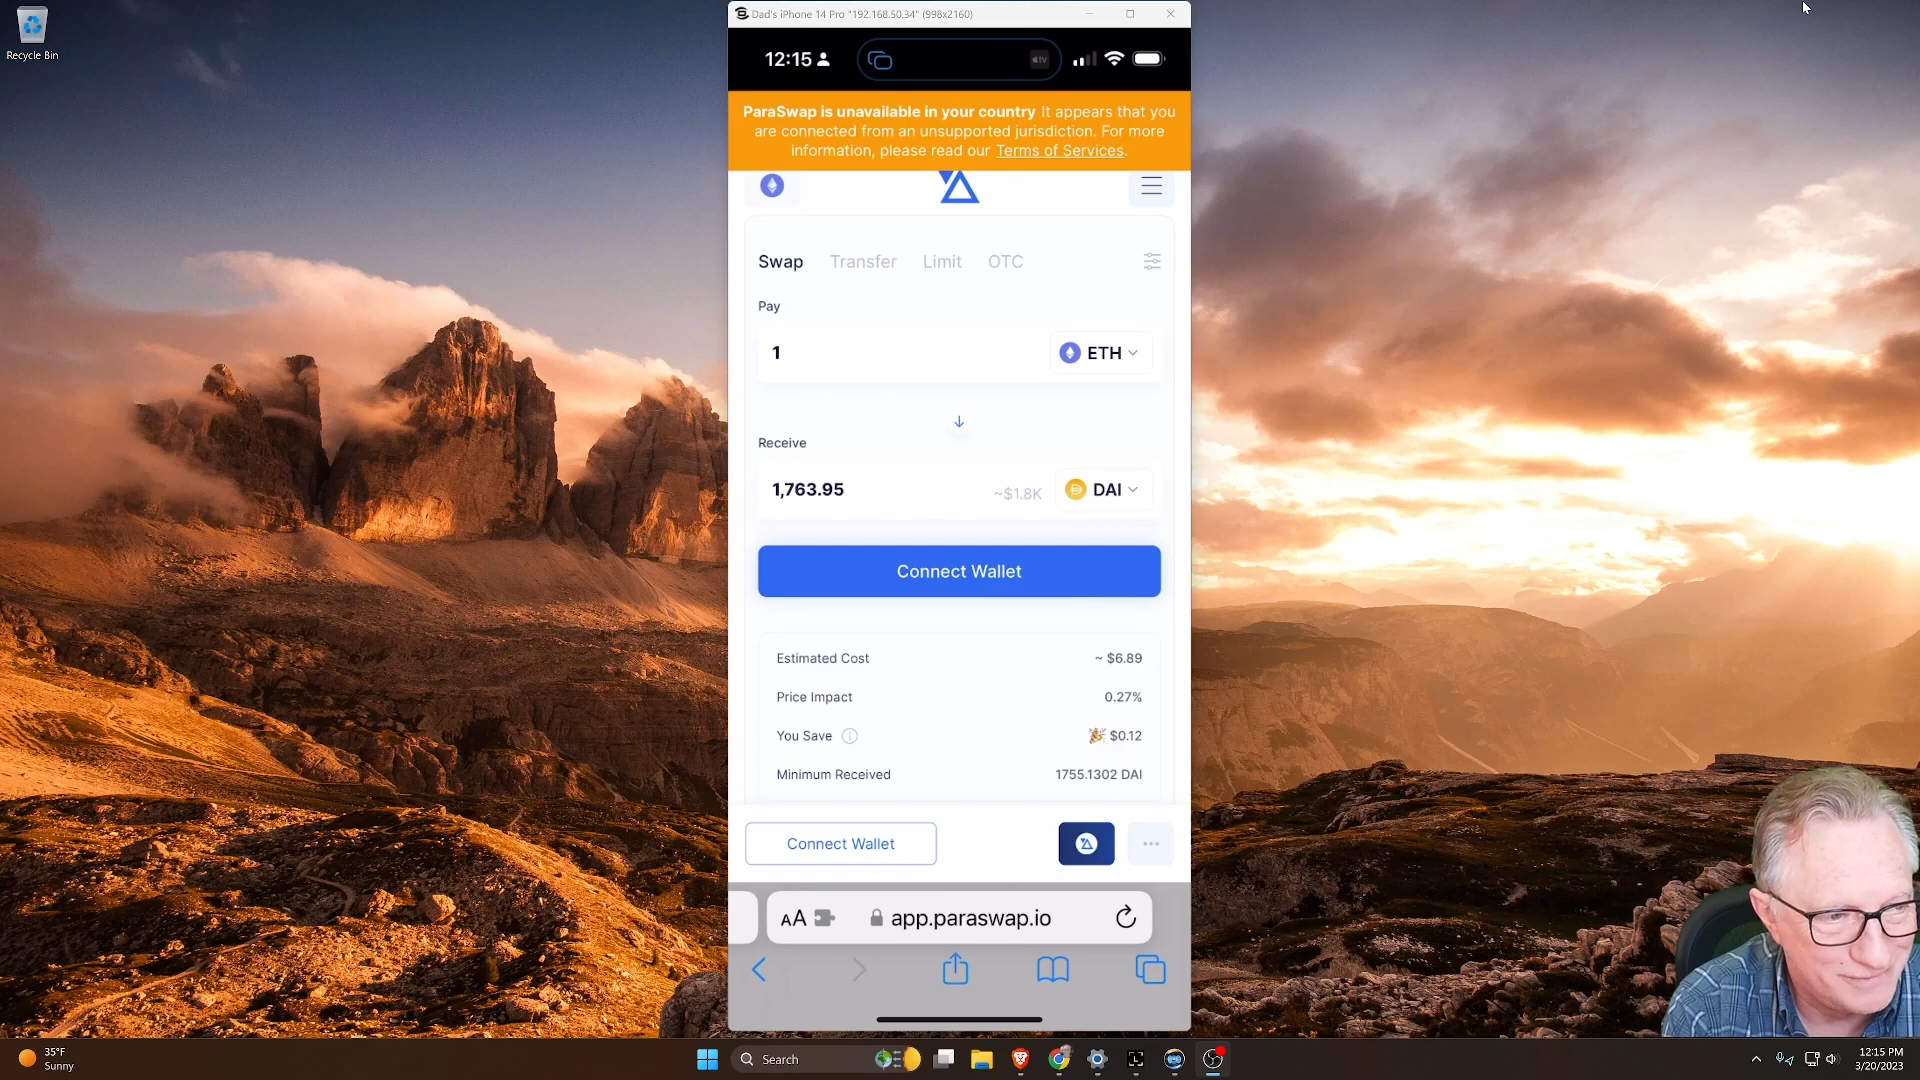 Recycle Bin
Dad's iPhone 14 Pro "192.168.50.34" (998x2160)
12:15
tv
ParaSwap is unavailable in your country It appears that you
are connected from an unsupported jurisdiction. For more
information, please read our Terms of Services.
Swap Transfer Limit OTC
Pay
1 ETH
Receive
1,763.95 ~$1.8K DAI
Connect Wallet
Estimated Cost ~ $6.89
Price Impact 0.27%
You Save $0.12
Minimum Received 1755.1302 DAI
Connect Wallet
AA app.paraswap.io
35°F
Sunny
Search
12:15 PM
3/20/2023